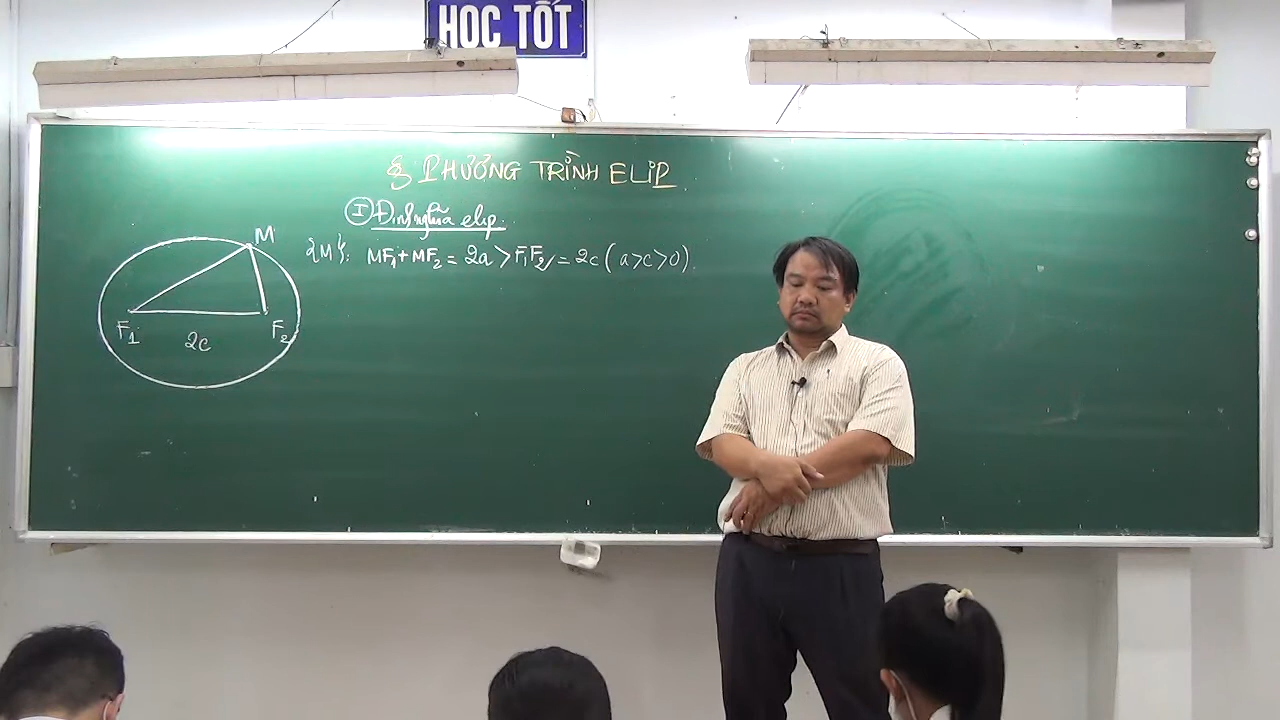 HỌC TỐT
§ PHƯƠNG TRÌNH ELIP
I Định nghĩa elip.
{M}: MF₁ + MF₂ = 2a > F₁F₂ = 2c (a>c>0).
M
F₁
F₂
2c